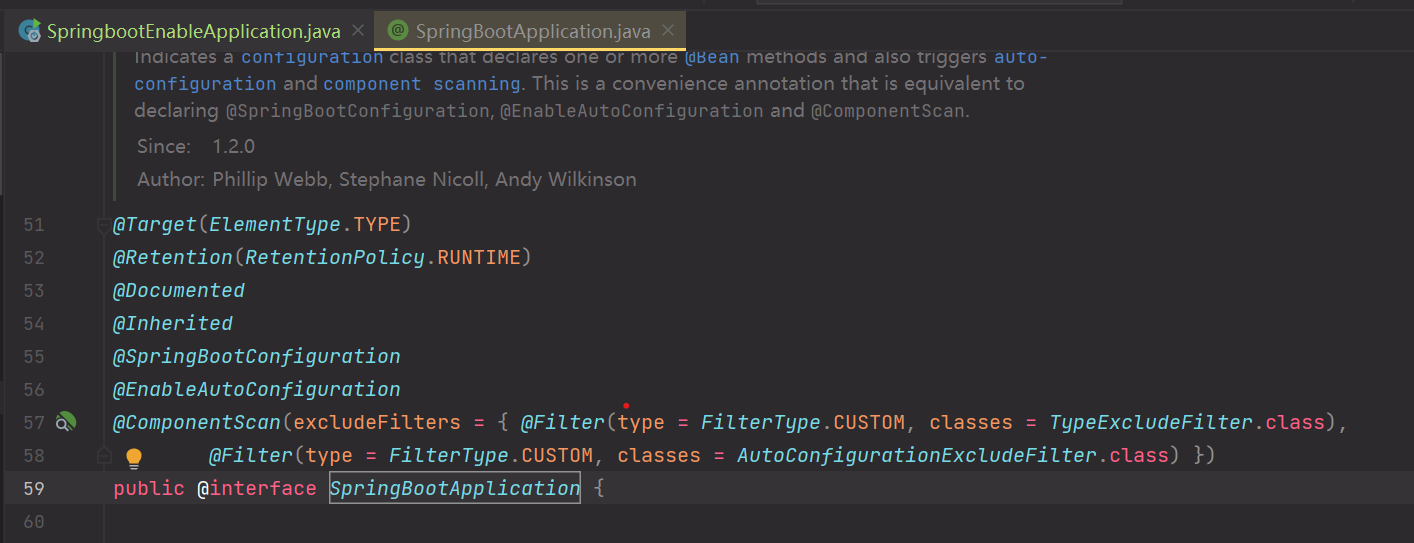 SpringbootEnableApplication.java × @ SpringBootApplication.java ×
Indicates a configuration class that declares one or more @Bean methods and also triggers auto-
configuration and component scanning. This is a convenience annotation that is equivalent to
declaring @SpringBootConfiguration, @EnableAutoConfiguration and @ComponentScan.
Since: 1.2.0
Author: Phillip Webb, Stephane Nicoll, Andy Wilkinson
51 @Target(ElementType.TYPE)
52 @Retention(RetentionPolicy.RUNTIME)
53 @Documented
54 @Inherited
55 @SpringBootConfiguration
56 @EnableAutoConfiguration
57 @ComponentScan(excludeFilters = { @Filter(type = FilterType.CUSTOM, classes = TypeExcludeFilter.class),
58 @Filter(type = FilterType.CUSTOM, classes = AutoConfigurationExcludeFilter.class) })
59 public @interface SpringBootApplication {
60